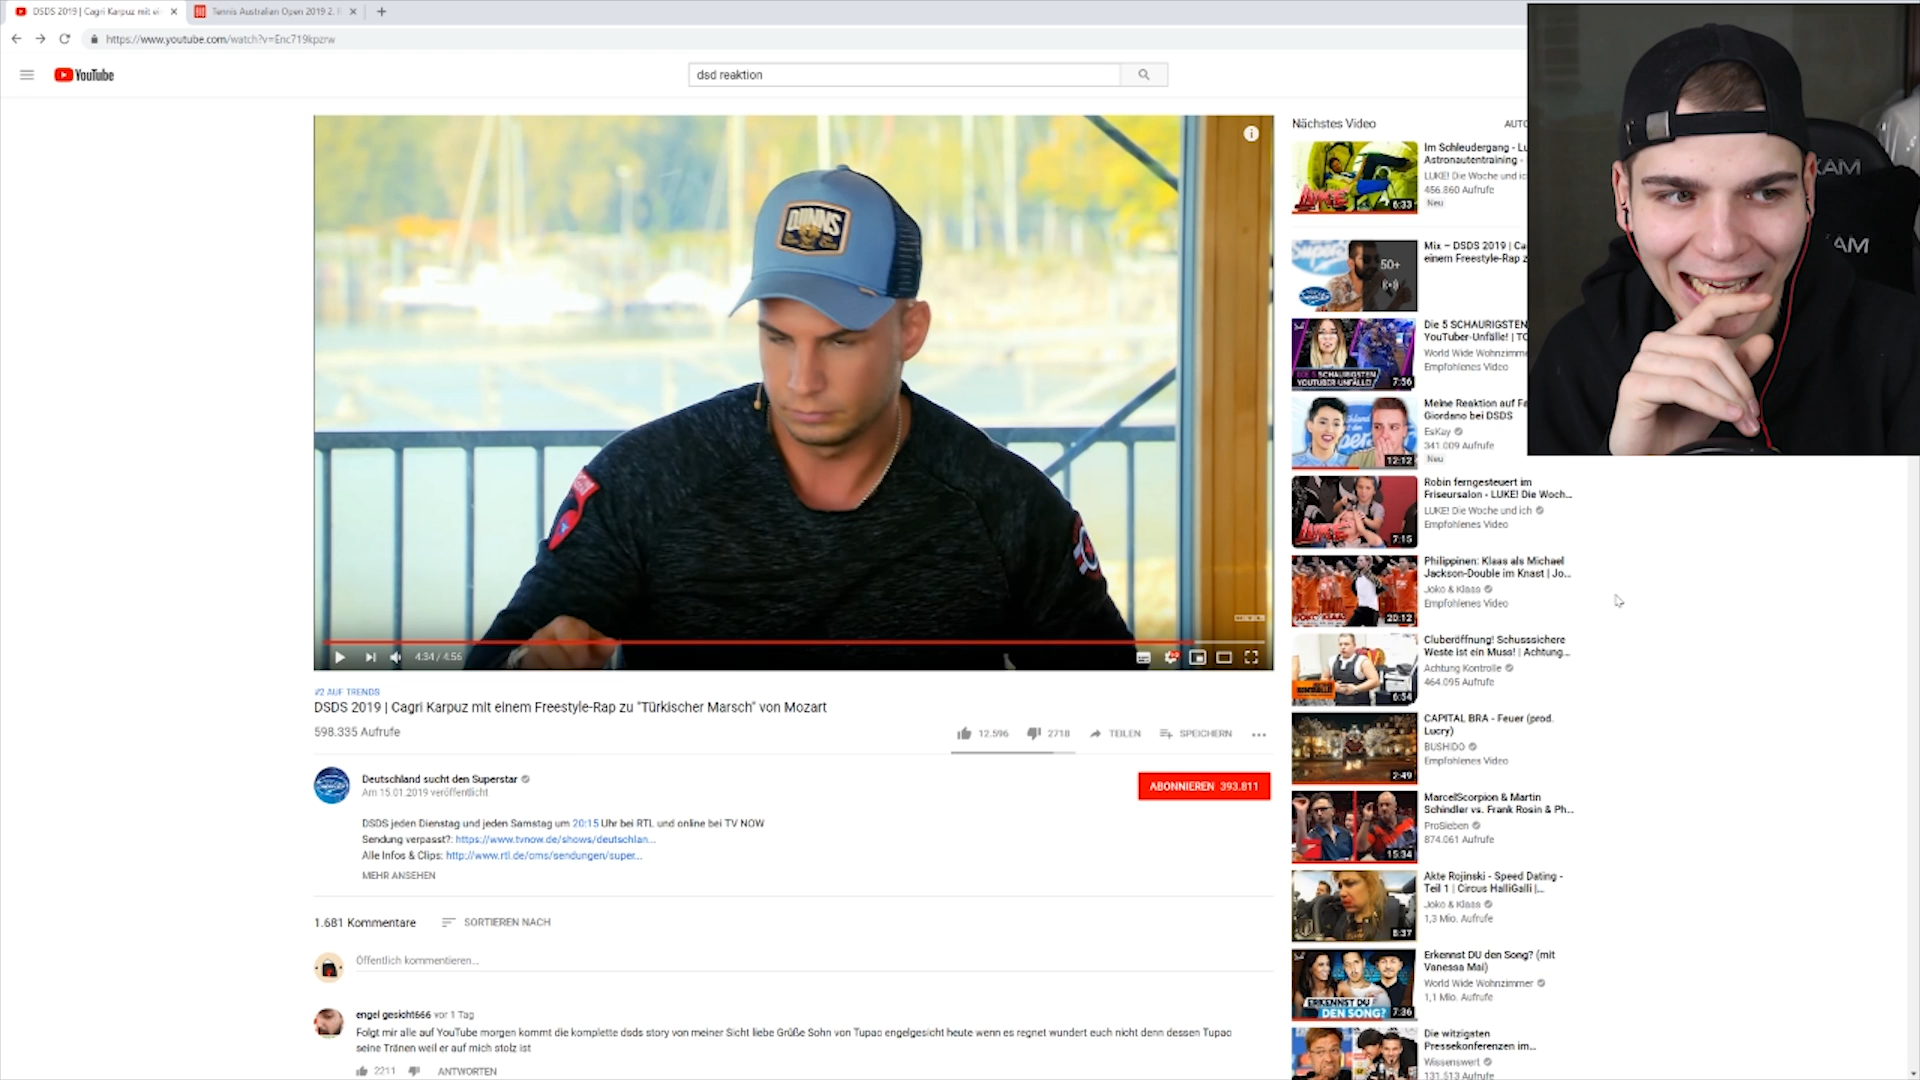 DSDS 2019 | Cagri Karpuz mit ei
Tennis Australian Open 2019 2. F
https://www.youtube.com/watch?v=Enc719kpzrw
YouTube
dsd reaktion
DJINNS
4:34 / 4:56
#2 AUF TRENDS
DSDS 2019 | Cagri Karpuz mit einem Freestyle-Rap zu "Türkischer Marsch" von Mozart
598.335 Aufrufe
12.596
2718
TEILEN
SPEICHERN
Deutschland sucht den Superstar
Am 15.01.2019 veröffentlicht
ABONNIEREN 393.811
DSDS jeden Dienstag und jeden Samstag um 20:15 Uhr bei RTL und online bei TV NOW
Sendung verpasst?: https://www.tvnow.de/shows/deutschlan...
Alle Infos & Clips: http://www.rtl.de/cms/sendungen/super...
MEHR ANSEHEN
1.681 Kommentare
SORTIEREN NACH
Öffentlich kommentieren...
engel gesicht666 vor 1 Tag
Folgt mir alle auf YouTube morgen kommt die komplette dsds story von meiner Sicht liebe Grüße Sohn von Tupac engelgesicht heute wenn es regnet wundert euch nicht denn dessen Tupac
seine Tränen weil er auf mich stolz ist
2211
ANTWORTEN
Nächstes Video
AUTO
Im Schleudergang - Lu
Astronautentraining -
LUKE! Die Woche und ic
456.860 Aufrufe
Neu
6:33
Mix – DSDS 2019 | Ca
einem Freestyle-Rap z
50+
Die 5 SCHAURIGSTEN
YouTuber-Unfälle! | TO
World Wide Wohnzimme
Empfohlenes Video
DIE 5 SCHAURIGSTEN
YOUTUBER-UNFÄLLE!
7:56
Meine Reaktion auf Fa
Giordano bei DSDS
EsKay
341.009 Aufrufe
Neu
12:12
Robin ferngesteuert im
Friseursalon - LUKE! Die Woch...
LUKE! Die Woche und ich
Empfohlenes Video
7:15
Philippinen: Klaas als Michael
Jackson-Double im Knast | Jo...
Joko & Klaas
Empfohlenes Video
20:12
Cluberöffnung! Schusssichere
Weste ist ein Muss! | Achtung...
Achtung Kontrolle
464.095 Aufrufe
6:54
CAPITAL BRA - Feuer (prod.
Lucry)
BUSHIDO
Empfohlenes Video
2:49
MarcelScorpion & Martin
Schindler vs. Frank Rosin & Ph...
ProSieben
874.061 Aufrufe
15:34
Akte Rojinski - Speed Dating -
Teil 1 | Circus HalliGalli |...
Joko & Klaas
1,3 Mio. Aufrufe
8:37
Erkennst DU den Song? (mit
Vanessa Mai)
World Wide Wohnzimmer
1,1 Mio. Aufrufe
ERKENNST DU
DEN SONG?
7:36
Die witzigsten
Pressekonferenzen im...
Wissenswert
131.513 Aufrufe